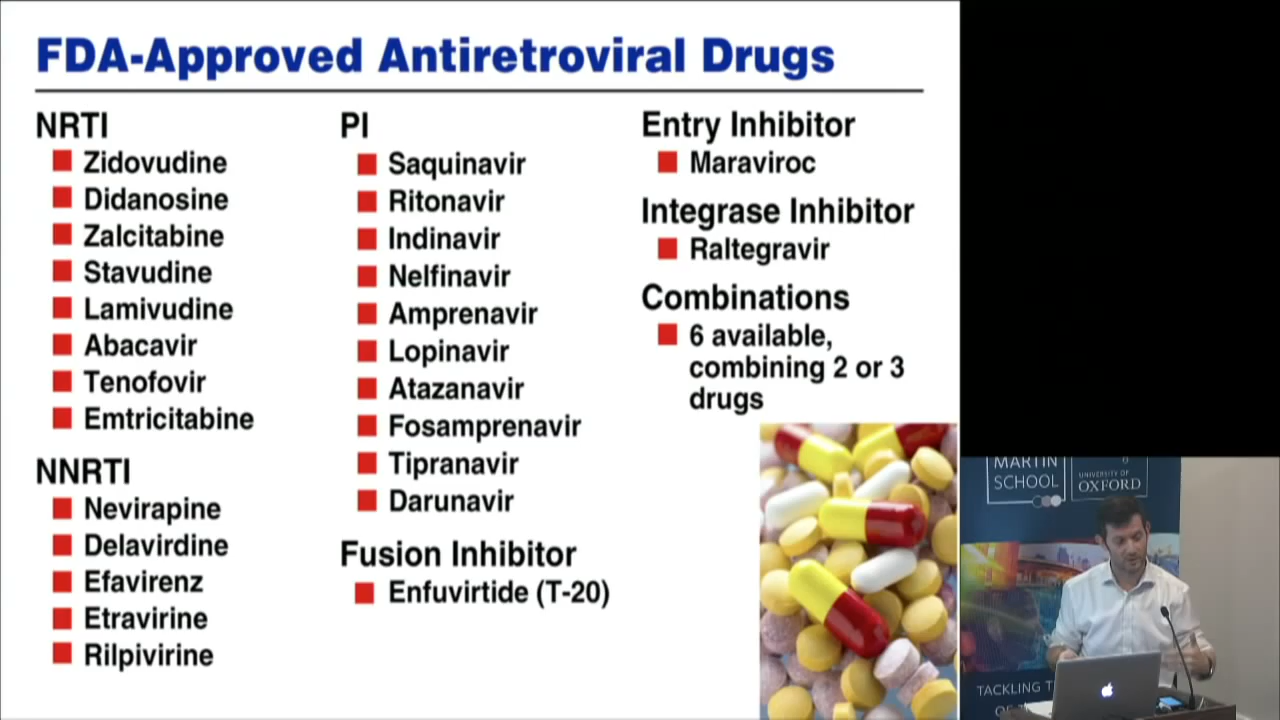 FDA-Approved Antiretroviral Drugs
NRTI
Zidovudine
Didanosine
Zalcitabine
Stavudine
Lamivudine
Abacavir
Tenofovir
Emtricitabine
NNRTI
Nevirapine
Delavirdine
Efavirenz
Etravirine
Rilpivirine
PI
Saquinavir
Ritonavir
Indinavir
Nelfinavir
Amprenavir
Lopinavir
Atazanavir
Fosamprenavir
Tipranavir
Darunavir
Fusion Inhibitor
Enfuvirtide (T-20)
Entry Inhibitor
Maraviroc
Integrase Inhibitor
Raltegravir
Combinations
6 available,
combining 2 or 3
drugs
MARTIN
SCHOOL
UNIVERSITY OF
OXFORD
TACKLING